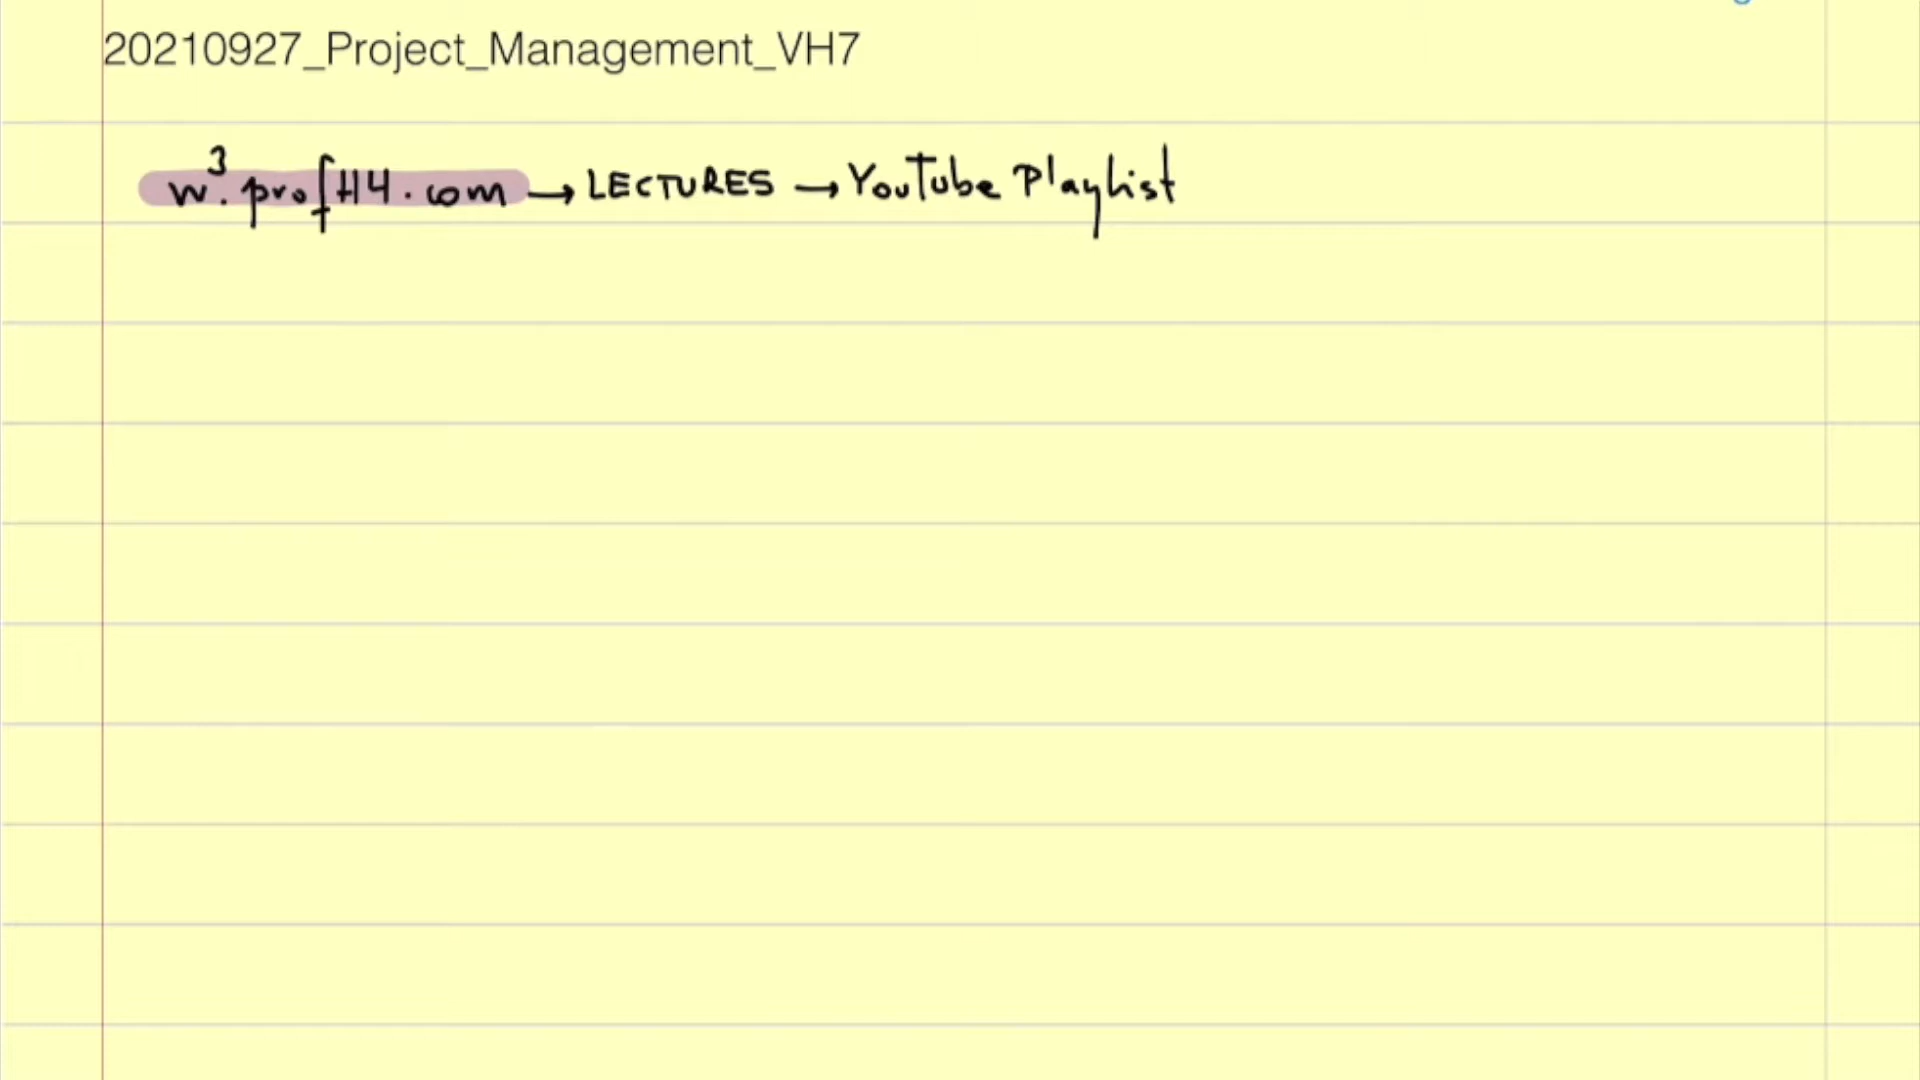 20210927_Project_Management_VH7
w³.profH4.com → LECTURES → YouTube Playlist